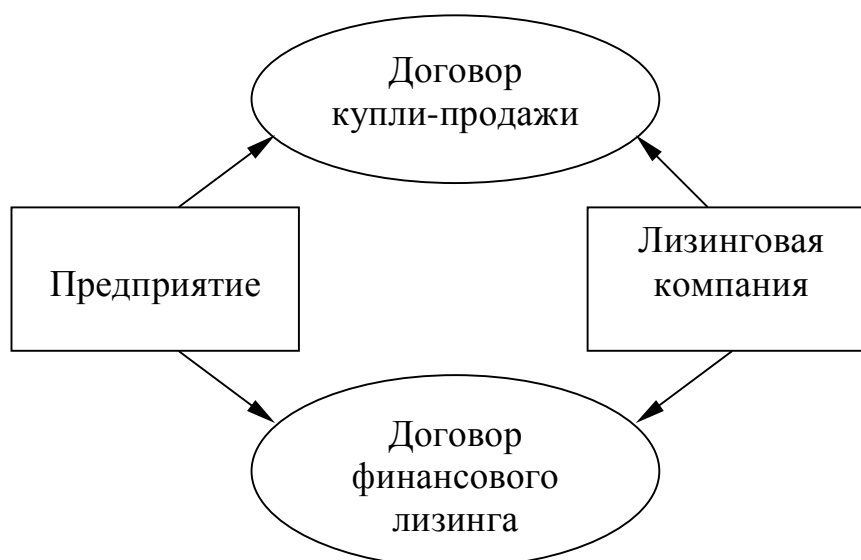 Договор
купли-продажи
Предприятие
Лизинговая
компания
Договор
финансового
лизинга